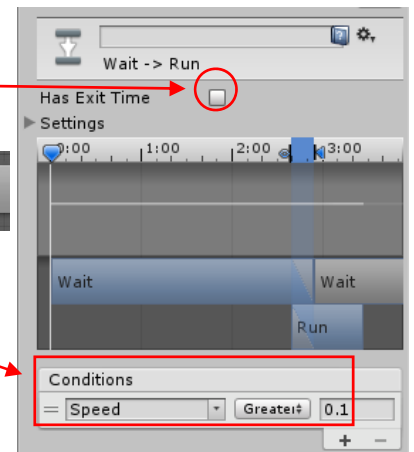 Wait -> Run
Has Exit Time
Settings
0:00 1:00 2:00 3:00
Wait Wait
Run
Conditions
Speed Greater 0.1
+ −